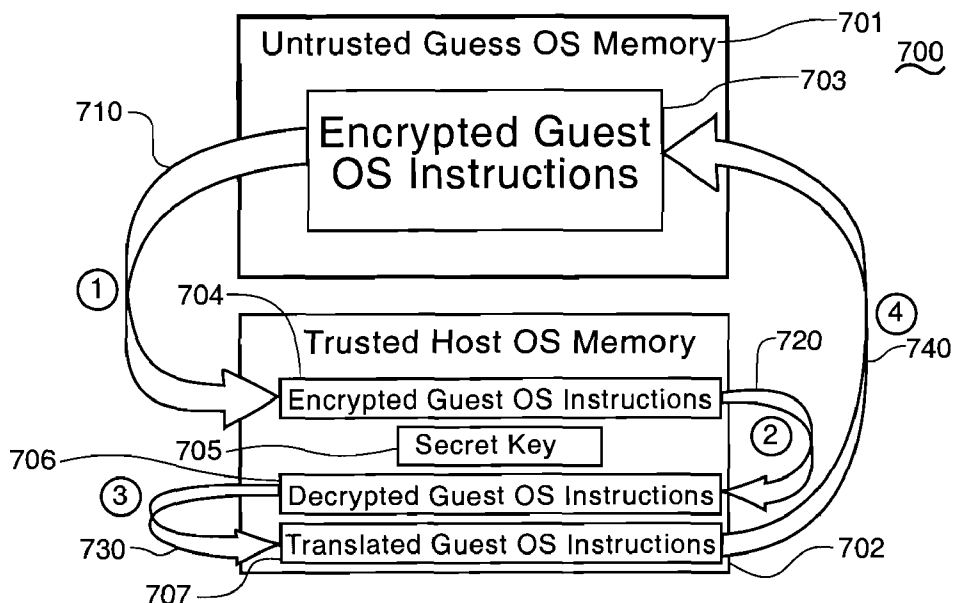 701
Untrusted Guess OS Memory
700
703
710
Encrypted Guest
OS Instructions
1
704
4
Trusted Host OS Memory
720
740
Encrypted Guest OS Instructions
2
705
Secret Key
706
3
Decrypted Guest OS Instructions
Translated Guest OS Instructions
730
702
707